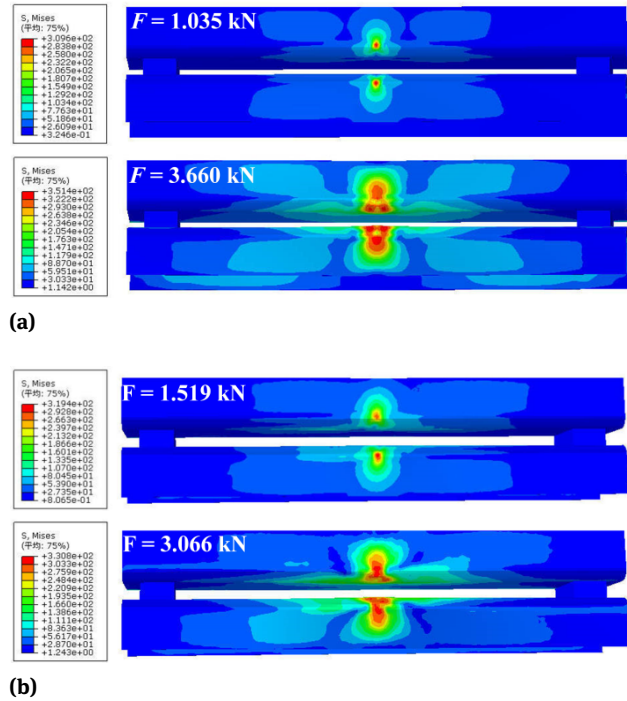 S, Mises
(平均: 75%)
+3.096e+02
+2.838e+02
+2.580e+02
+2.322e+02
+2.065e+02
+1.807e+02
+1.549e+02
+1.292e+02
+1.034e+02
+7.763e+01
+5.186e+01
+2.609e+01
+3.246e-01
F = 1.035 kN
S, Mises
(平均: 75%)
+3.514e+02
+3.222e+02
+2.930e+02
+2.638e+02
+2.346e+02
+2.054e+02
+1.763e+02
+1.471e+02
+1.179e+02
+8.870e+01
+5.951e+01
+3.033e+01
+1.142e+00
F = 3.660 kN
(a)
S, Mises
(平均: 75%)
+3.194e+02
+2.928e+02
+2.663e+02
+2.397e+02
+2.132e+02
+1.866e+02
+1.601e+02
+1.335e+02
+1.070e+02
+8.045e+01
+5.390e+01
+2.735e+01
+8.065e-01
F = 1.519 kN
S, Mises
(平均: 75%)
+3.308e+02
+3.033e+02
+2.759e+02
+2.484e+02
+2.209e+02
+1.935e+02
+1.660e+02
+1.386e+02
+1.111e+02
+8.363e+01
+5.617e+01
+2.870e+01
+1.243e+00
F = 3.066 kN
(b)